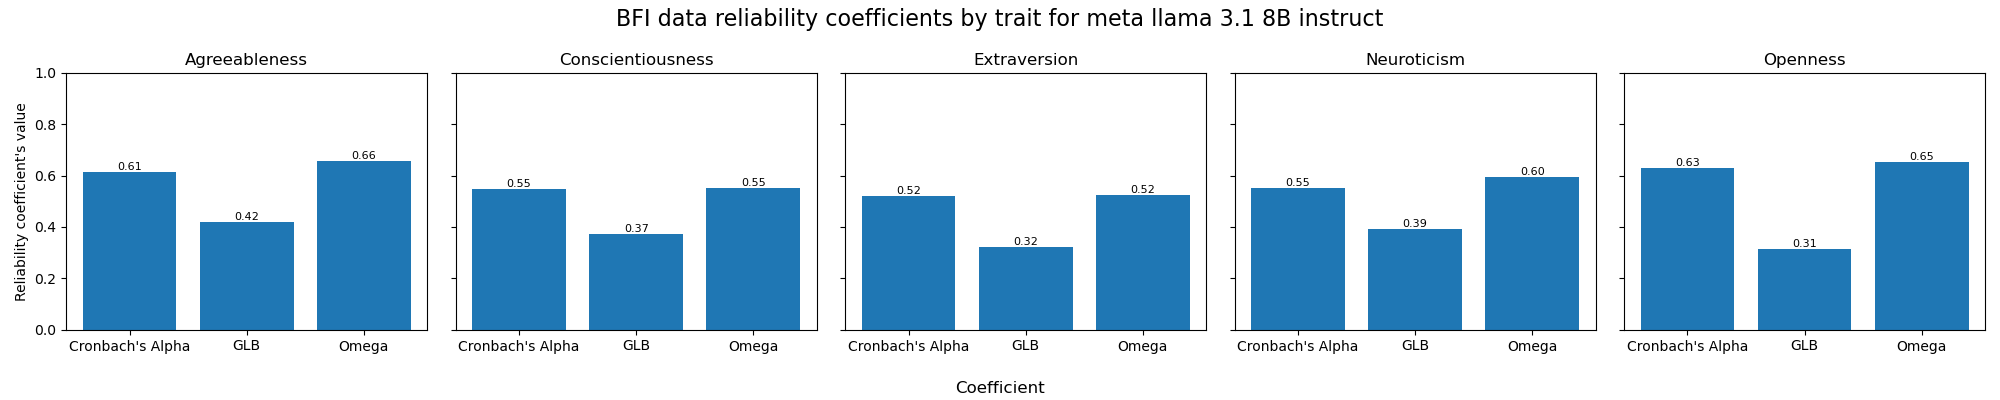 BFI data reliability coefficients by trait for meta llama 3.1 8B instruct
Agreeableness
Conscientiousness
Extraversion
Neuroticism
Openness
Reliability coefficient's value
1.0
0.8
0.6
0.4
0.2
0.0
0.61
0.42
0.66
Cronbach's Alpha
GLB
Omega
0.55
0.37
0.55
Cronbach's Alpha
GLB
Omega
0.52
0.32
0.52
Cronbach's Alpha
GLB
Omega
0.55
0.39
0.60
Cronbach's Alpha
GLB
Omega
0.63
0.31
0.65
Cronbach's Alpha
GLB
Omega
Coefficient